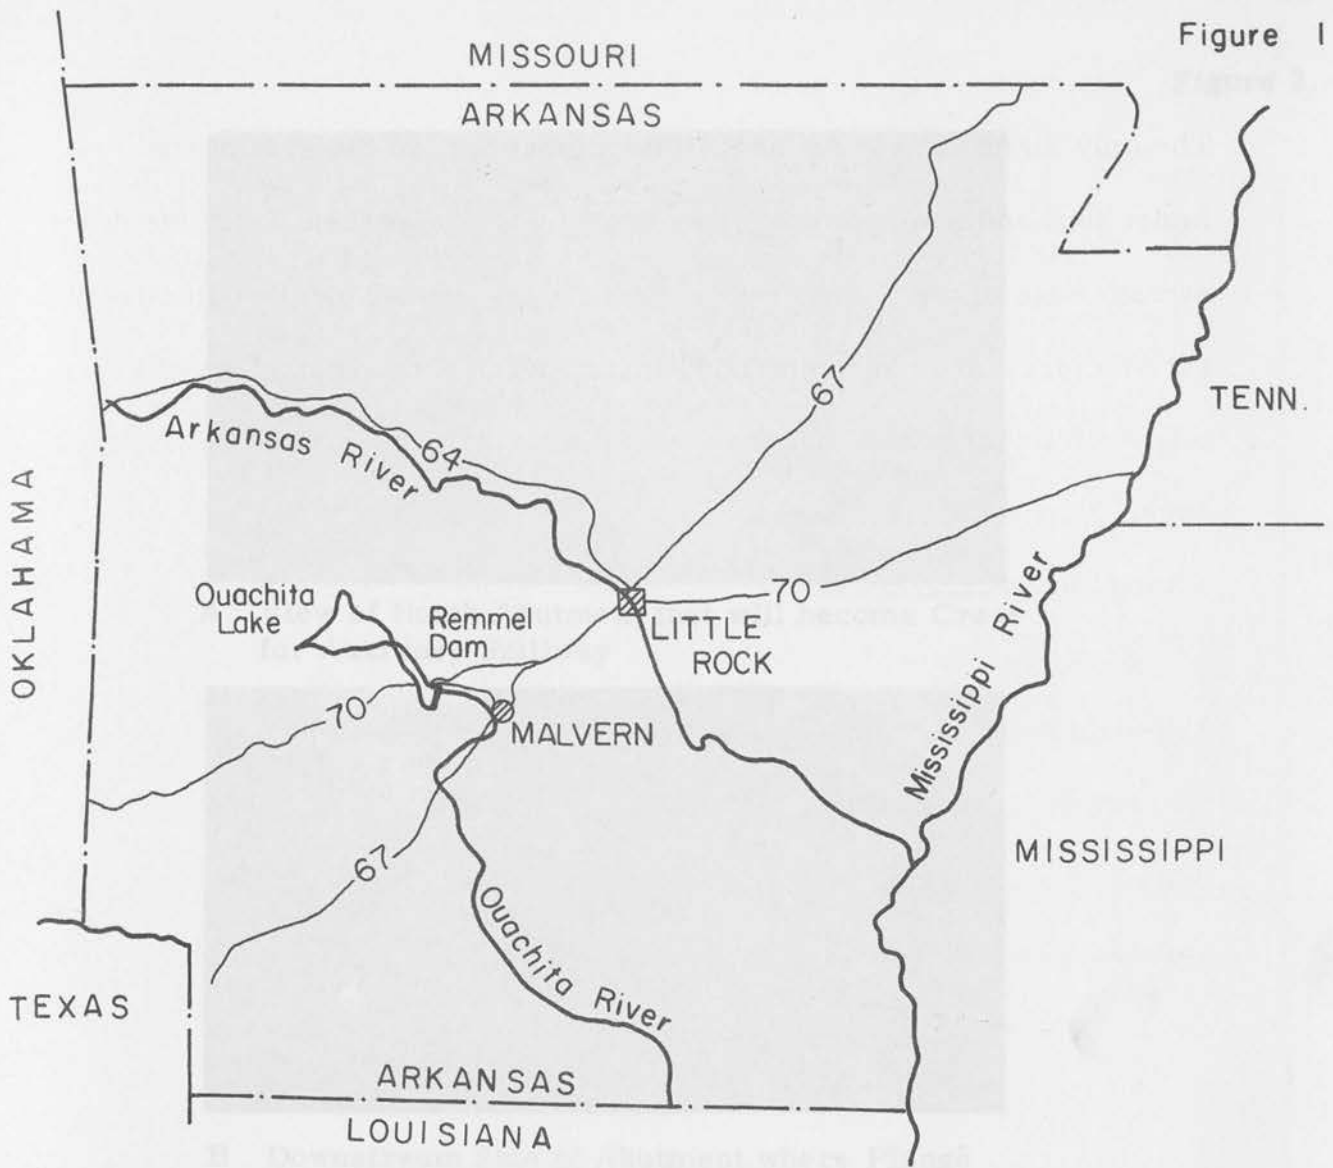 Figure 1
MISSOURI
ARKANSAS
TENN.
67
64
Arkansas River
OKLAHAMA
70
Ouachita
Lake
Remmel
Dam
LITTLE
ROCK
Mississippi River
70
MALVERN
67
MISSISSIPPI
Ouachita River
TEXAS
ARKANSAS
LOUISIANA